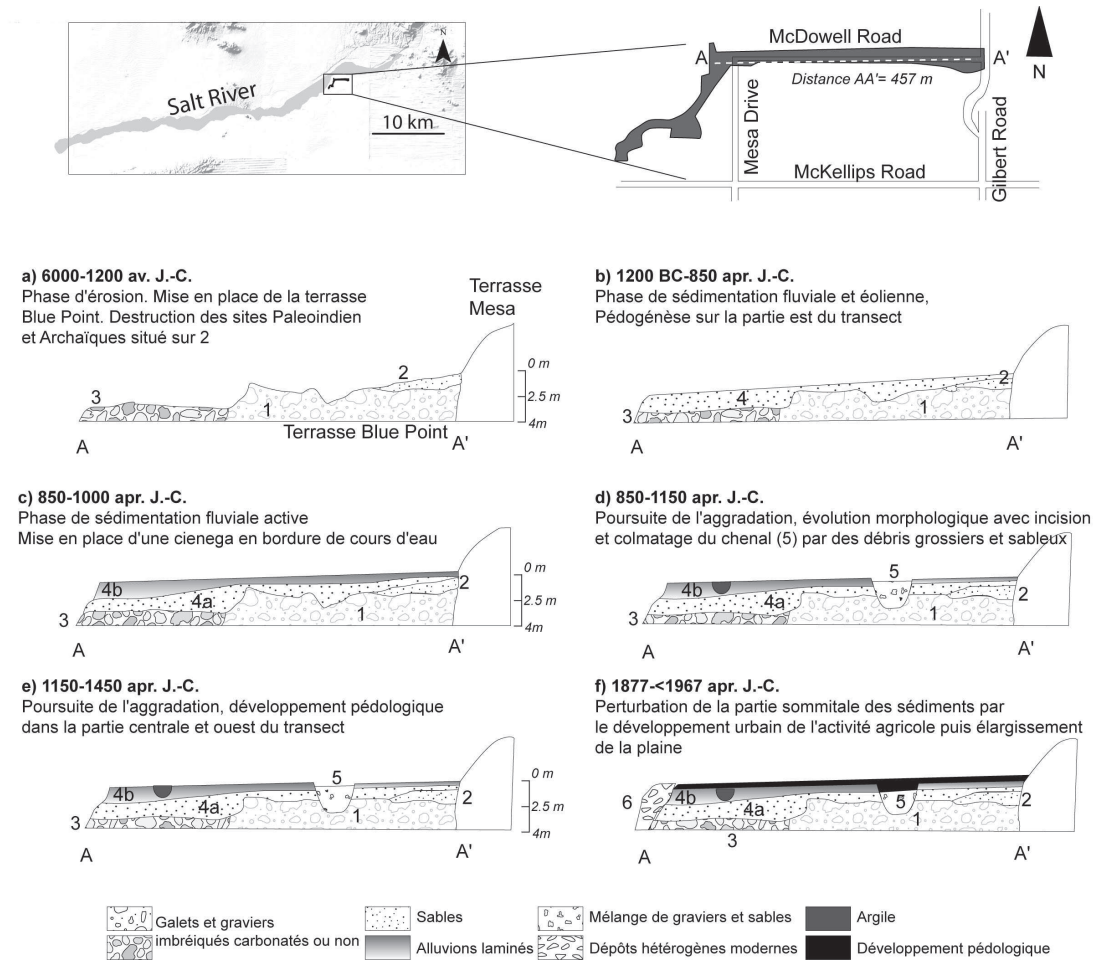 N
Salt River
10 km
McDowell Road
A
A'
Distance AA'= 457 m
N
Mesa Drive
Gilbert Road
McKellips Road
a) 6000-1200 av. J.-C.
Phase d'érosion. Mise en place de la terrasse
Blue Point. Destruction des sites Paleoindien
et Archaïques situé sur 2
Terrasse
Mesa
0 m
2.5 m
4m
3
1
2
Terrasse Blue Point
A
A'
b) 1200 BC-850 apr. J.-C.
Phase de sédimentation fluviale et éolienne,
Pédogénèse sur la partie est du transect
4
2
1
3
A
A'
c) 850-1000 apr. J.-C.
Phase de sédimentation fluviale active
Mise en place d'une cienega en bordure de cours d'eau
0 m
2.5 m
4m
4b
4a
2
3
1
A
A'
d) 850-1150 apr. J.-C.
Poursuite de l'aggradation, évolution morphologique avec incision
et colmatage du chenal (5) par des débris grossiers et sableux
5
4b
4a
2
3
1
A
A'
e) 1150-1450 apr. J.-C.
Poursuite de l'aggradation, développement pédologique
dans la partie centrale et ouest du transect
0 m
2.5 m
4m
5
4b
4a
2
3
1
A
A'
f) 1877-<1967 apr. J.-C.
Perturbation de la partie sommitale des sédiments par
le développement urbain de l'activité agricole puis élargissement
de la plaine
6
4b
4a
5
2
1
3
A
A'
Galets et graviers
imbréiqués carbonatés ou non
Sables
Alluvions laminés
Mélange de graviers et sables
Dépôts hétérogènes modernes
Argile
Développement pédologique